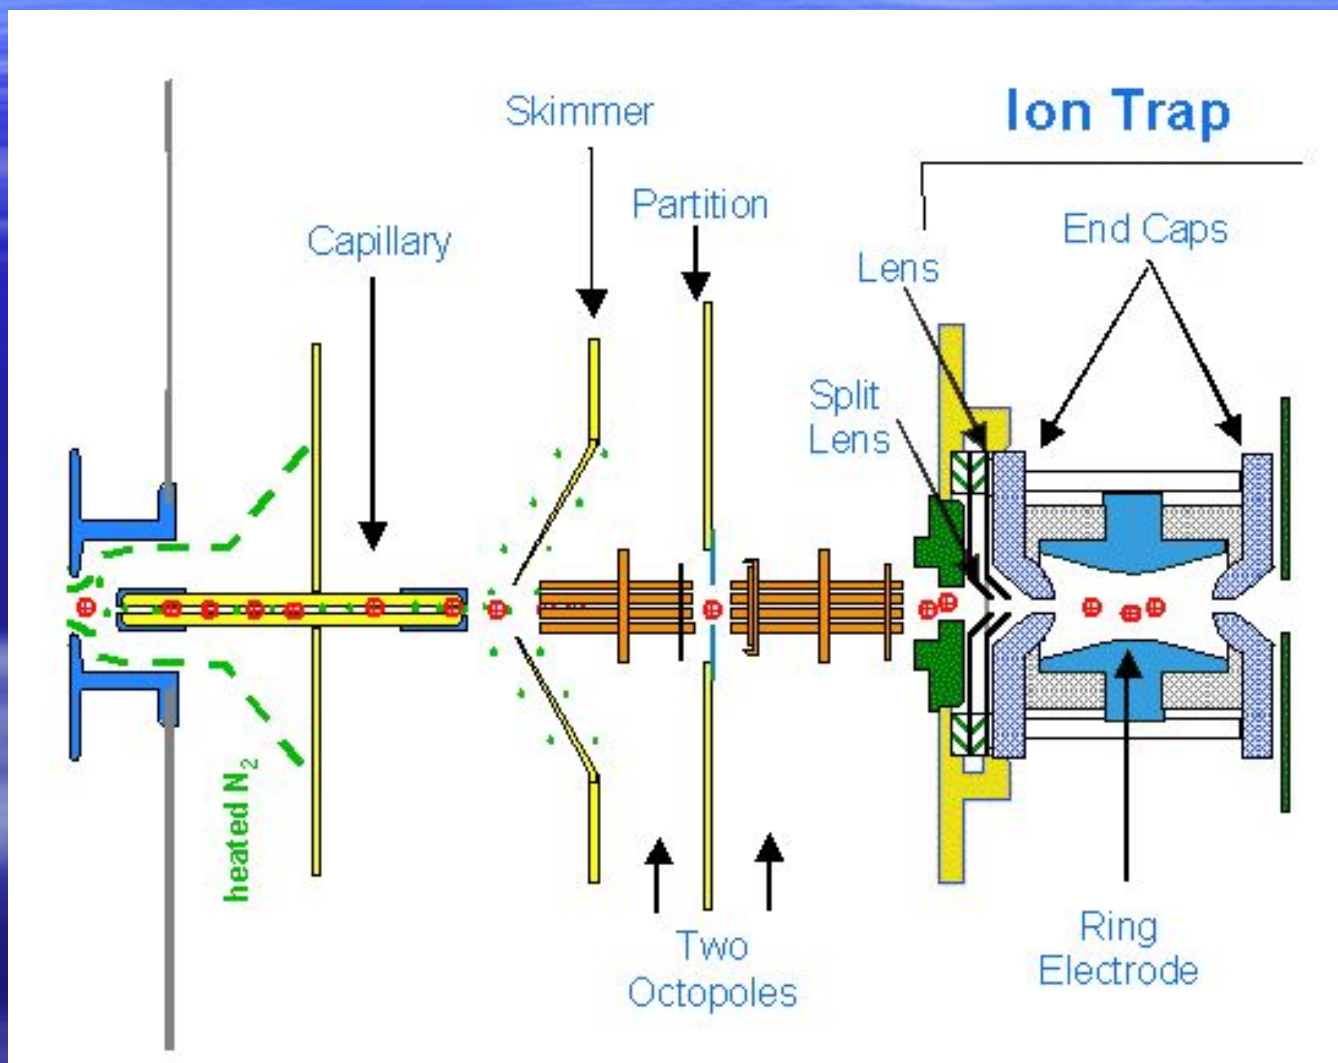 Ion Trap
Skimmer
Partition
Capillary
End Caps
Lens
Split
Lens
heated N₂
Two
Octopoles
Ring
Electrode